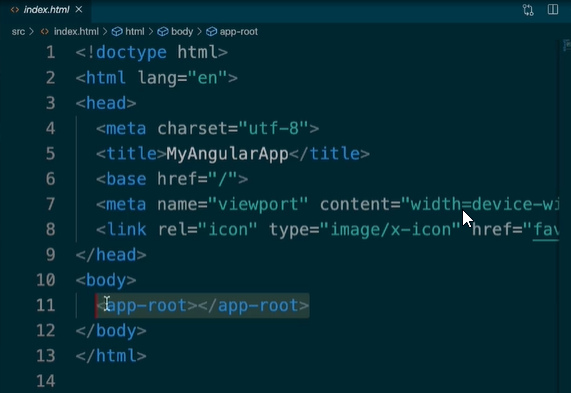 index.html
src > index.html > html > body > app-root
1 <!doctype html>
2 <html lang="en">
3 <head>
4 <meta charset="utf-8">
5 <title>MyAngularApp</title>
6 <base href="/">
7 <meta name="viewport" content="width=device-wi
8 <link rel="icon" type="image/x-icon" href="fav
9 </head>
10 <body>
11 <app-root></app-root>
12 </body>
13 </html>
14